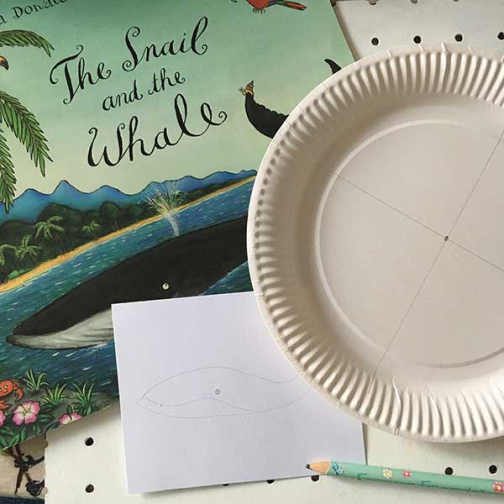 The Snail
and the
Whale